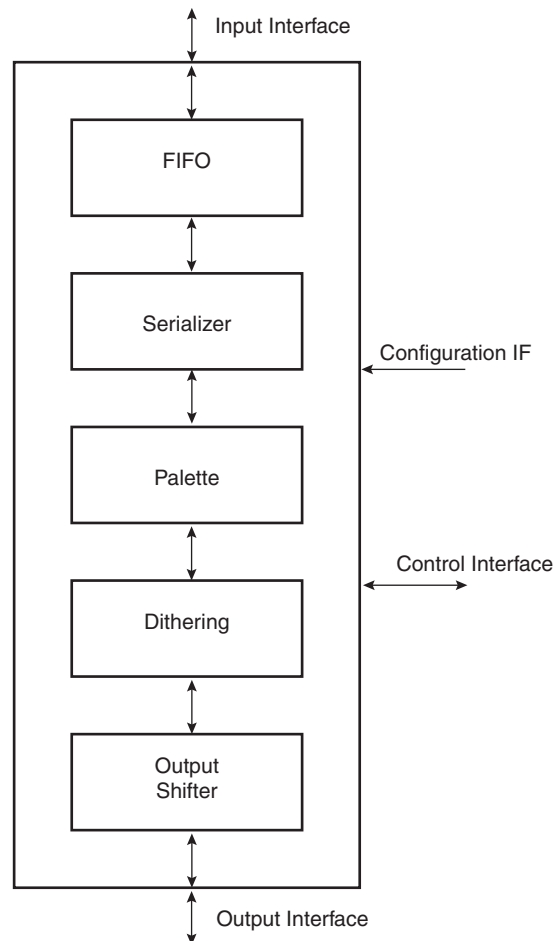 Input Interface
FIFO
Serializer
Configuration IF
Palette
Control Interface
Dithering
Output
Shifter
Output Interface